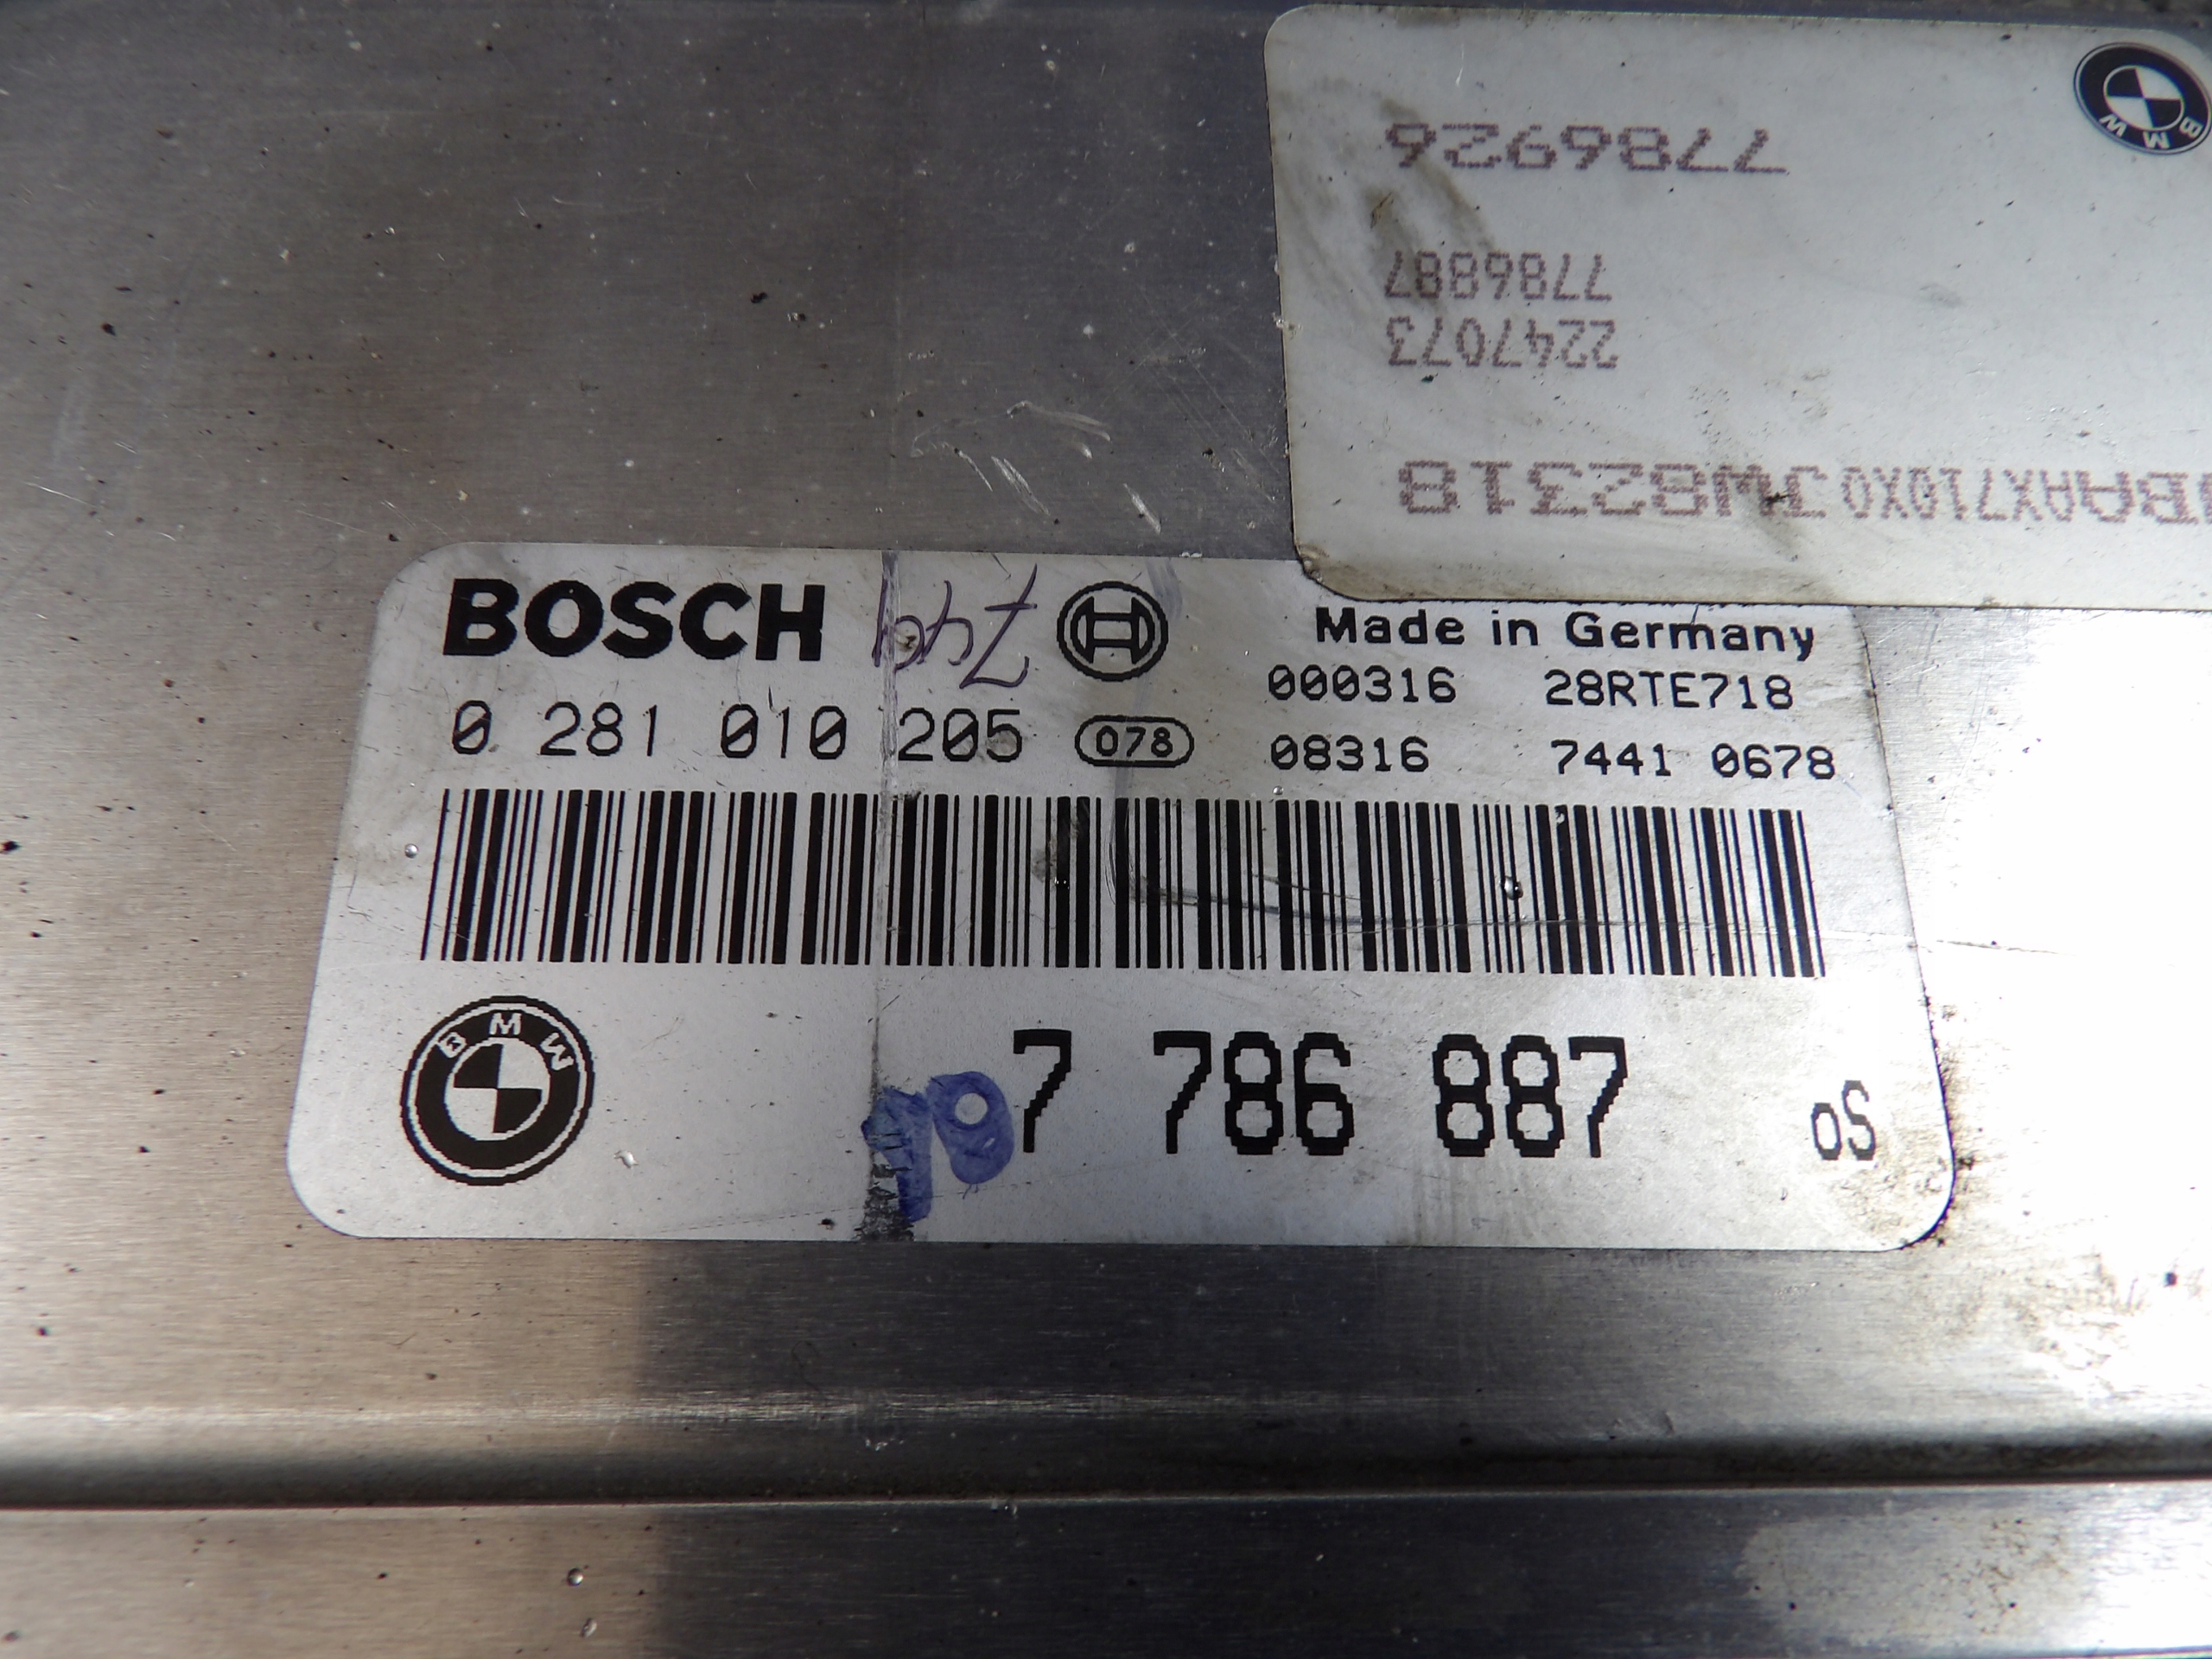 BAAX710X0JW82318
2247073
7786887
7786926
BOSCH
Made in Germany
000316 28RTE718
0 281 010 205 078 08316 7441 0678
BMW
7 786 887 oS